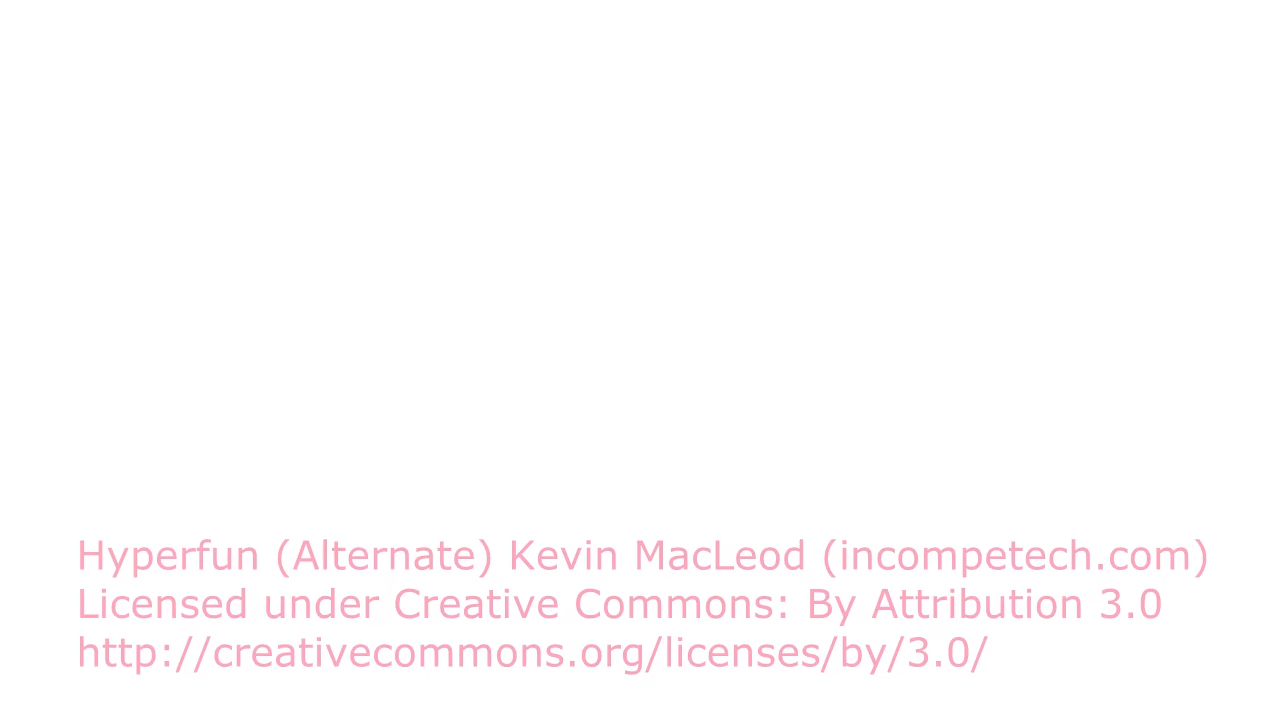 Hyperfun (Alternate) Kevin MacLeod (incompetech.com)
Licensed under Creative Commons: By Attribution 3.0
http://creativecommons.org/licenses/by/3.0/